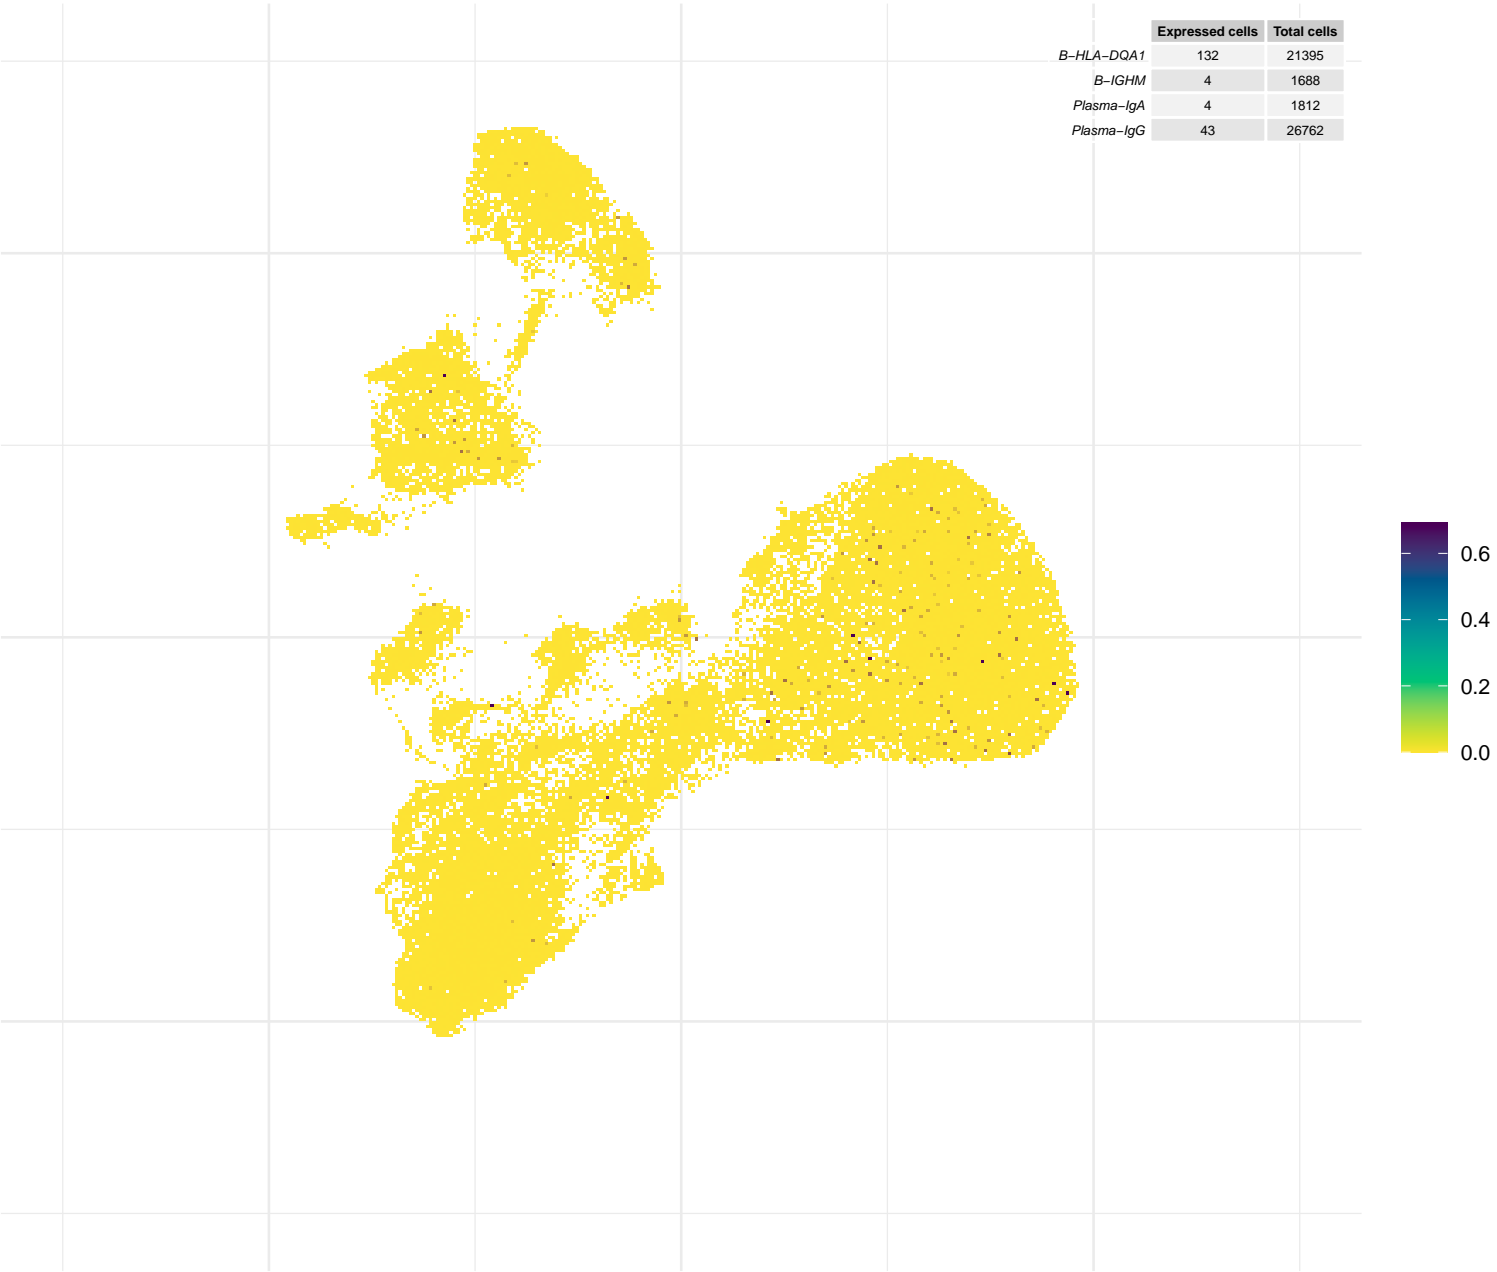 Expressed cells Total cells
B−HLA−DQA1 132 21395
B−IGHM 4 1688
Plasma−IgA 4 1812
Plasma−IgG 43 26762
0.6
0.4
0.2
0.0